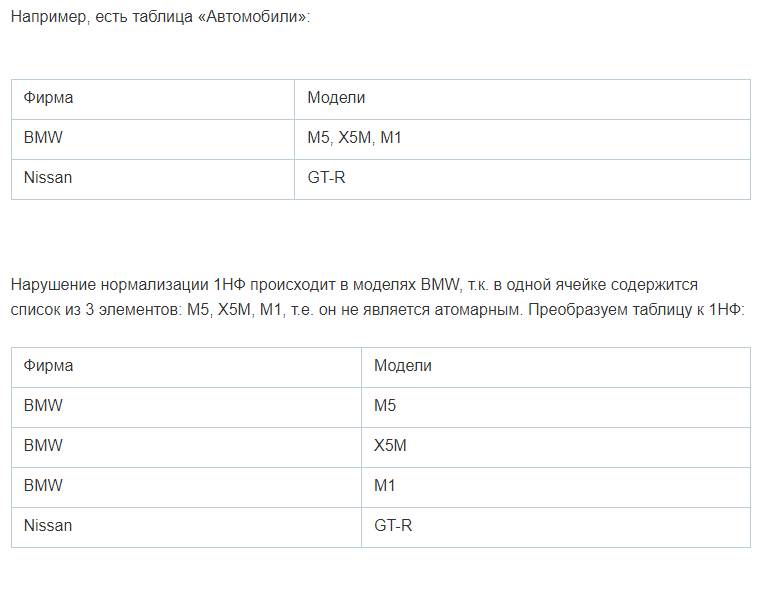 Например, есть таблица «Автомобили»:
Фирма Модели
BMW M5, X5M, M1
Nissan GT-R
Нарушение нормализации 1НФ происходит в моделях BMW, т.к. в одной ячейке содержится
список из 3 элементов: M5, X5M, M1, т.е. он не является атомарным. Преобразуем таблицу к 1НФ:
Фирма Модели
BMW M5
BMW X5M
BMW M1
Nissan GT-R